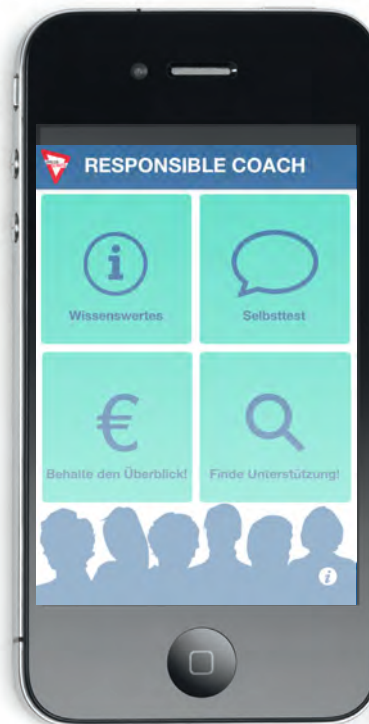 RESPONSIBLE COACH
Wissenswertes
Selbsttest
€
Behalte den Überblick!
Finde Unterstützung!